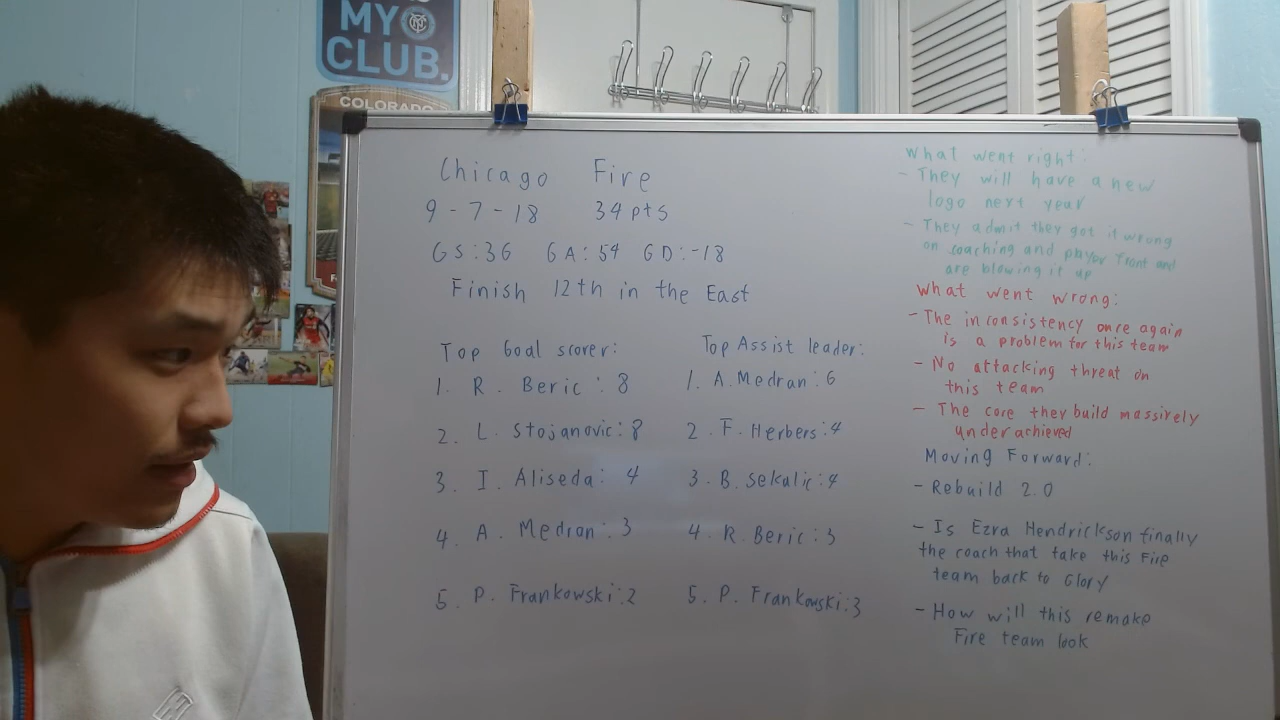 MY
CLUB.
COLORADO
Chicago Fire
9-7-18 34pts
GS:36 GA:54 GD:-18
Finish 12th in the East
Top Goal scorer:
1. R. Beric: 8
2. L. Stojanovic:8
3. I. Aliseda: 4
4. A. Medran: 3
5. P. Frankowski:2
Top Assist leader:
1. A.Medran:6
2. F. Herbers:4
3. B. Sekulic:4
4. R. Beric:3
5. P. Frankowski:3
What went right:
- They will have a new
logo next year
- They admit they got it wrong
on coaching and player front and
are blowing it up
What went wrong:
- The inconsistency once again
is a problem for this team
- No attacking threat on
this team
- The core they build massively
underachieved
Moving Forward:
- Rebuild 2.0
- Is Ezra Hendrickson finally
the coach that take this Fire
team back to Glory
- How will this remake
Fire team look